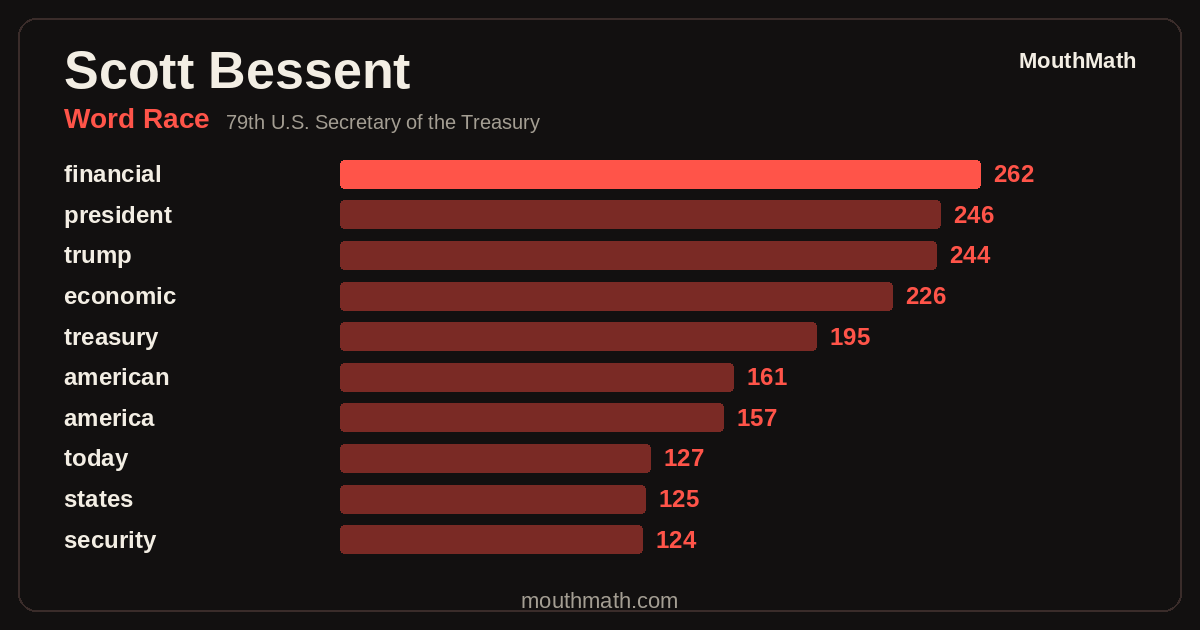 Scott Bessent
MouthMath
Word Race 79th U.S. Secretary of the Treasury
financial 262
president 246
trump 244
economic 226
treasury 195
american 161
america 157
today 127
states 125
security 124
mouthmath.com